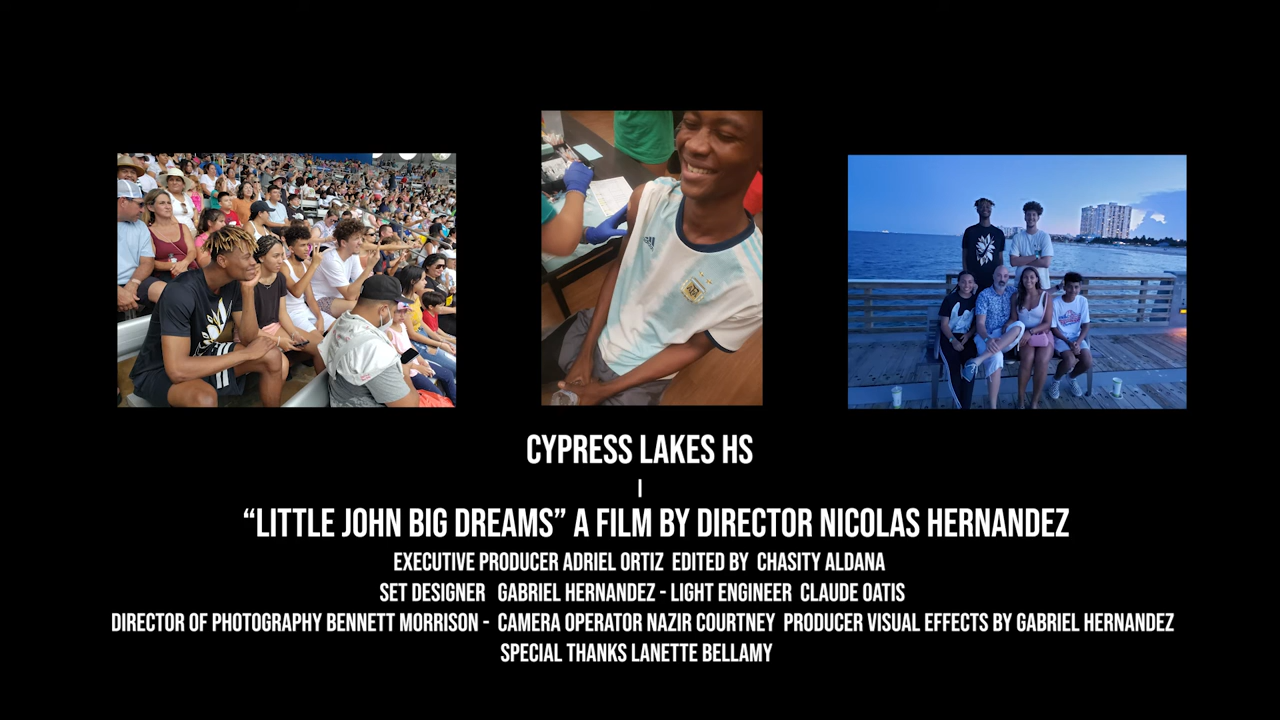 CYPRESS LAKES HS
|
“LITTLE JOHN BIG DREAMS” A FILM BY DIRECTOR NICOLAS HERNANDEZ
EXECUTIVE PRODUCER ADRIEL ORTIZ EDITED BY CHASITY ALDANA
SET DESIGNER GABRIEL HERNANDEZ - LIGHT ENGINEER CLAUDE OATIS
DIRECTOR OF PHOTOGRAPHY BENNETT MORRISON - CAMERA OPERATOR NAZIR COURTNEY PRODUCER VISUAL EFFECTS BY GABRIEL HERNANDEZ
SPECIAL THANKS LANETTE BELLAMY